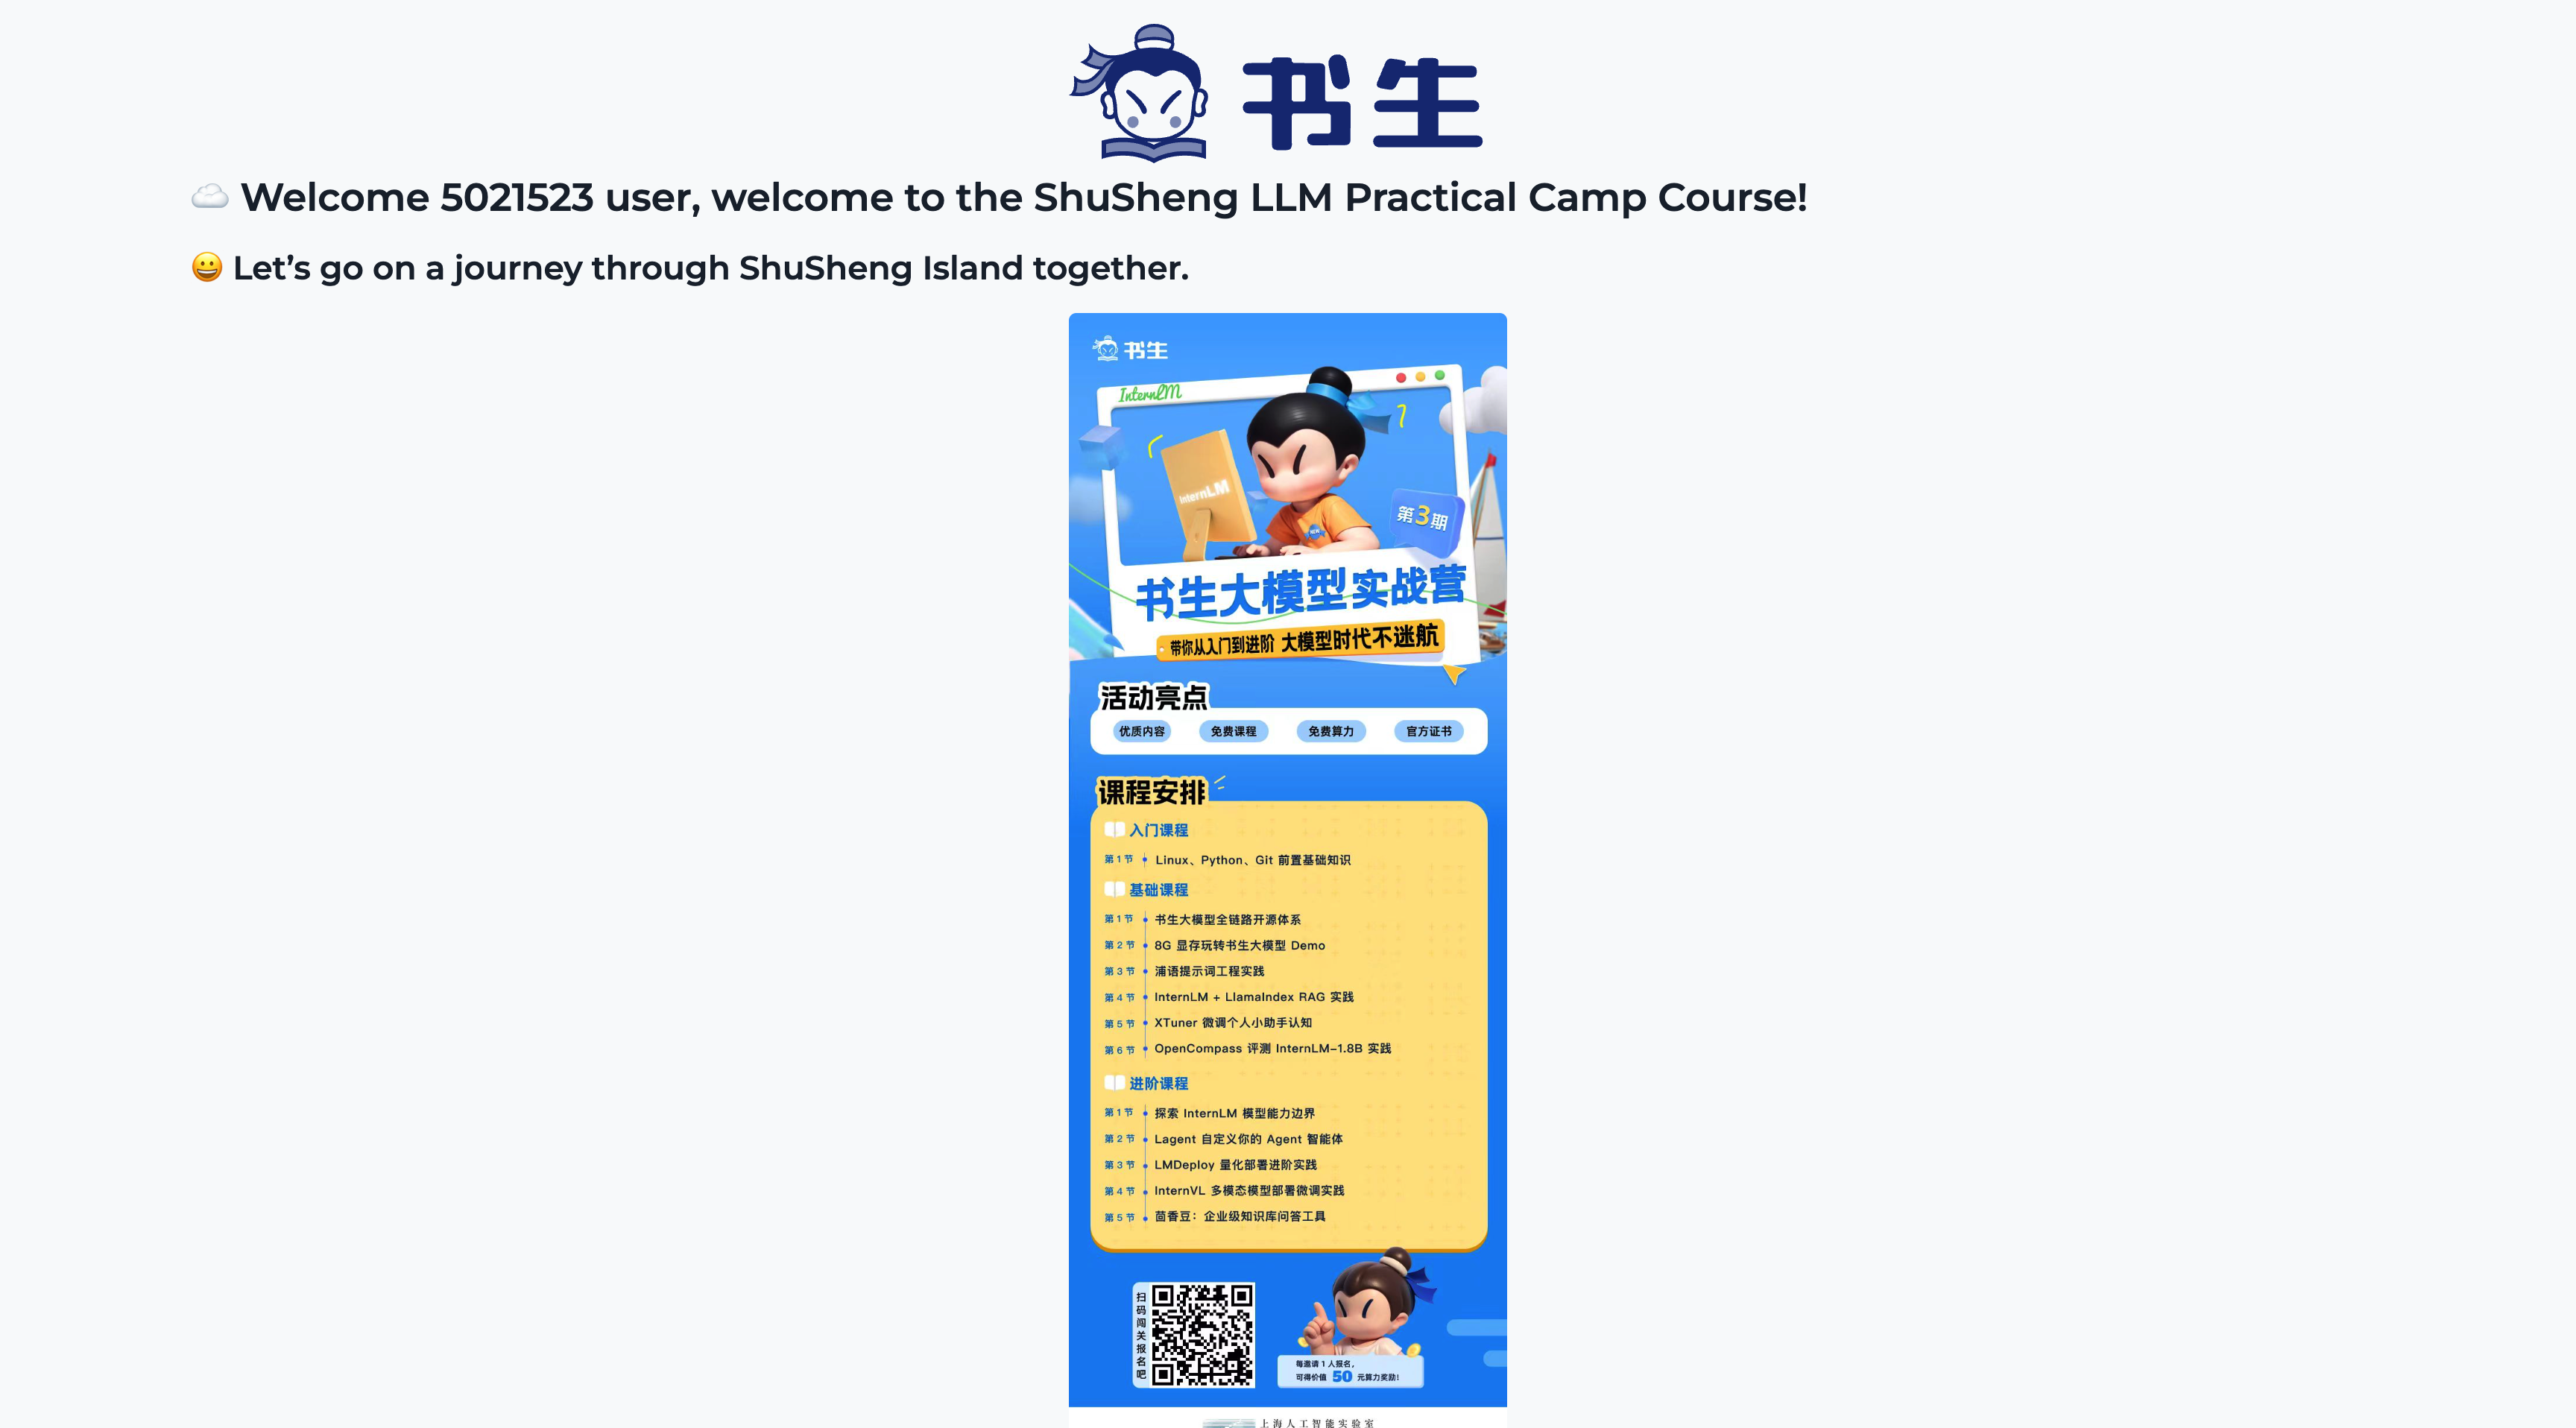 书生
☁️ Welcome 5021523 user, welcome to the ShuSheng LLM Practical Camp Course!
😀 Let’s go on a journey through ShuSheng Island together.
书生
InternLM
InternLM
第3期
书生大模型实战营
带你从入门到进阶 大模型时代不迷航
活动亮点
优质内容 免费课程 免费算力 官方证书
课程安排
入门课程
第1节 Linux、Python、Git 前置基础知识
基础课程
第1节 书生大模型全链路开源体系
第2节 8G 显存玩转书生大模型 Demo
第3节 浦语提示词工程实践
第4节 InternLM + LlamaIndex RAG 实践
第5节 XTuner 微调个人小助手认知
第6节 OpenCompass 评测 InternLM-1.8B 实践
进阶课程
第1节 探索 InternLM 模型能力边界
第2节 Lagent 自定义你的 Agent 智能体
第3节 LMDeploy 量化部署进阶实践
第4节 InternVL 多模态模型部署微调实践
第5节 茴香豆：企业级知识库问答工具
扫码闯关报名吧
每邀请1人报名，
可得价值 50 元算力奖励！
上海人工智能实验室